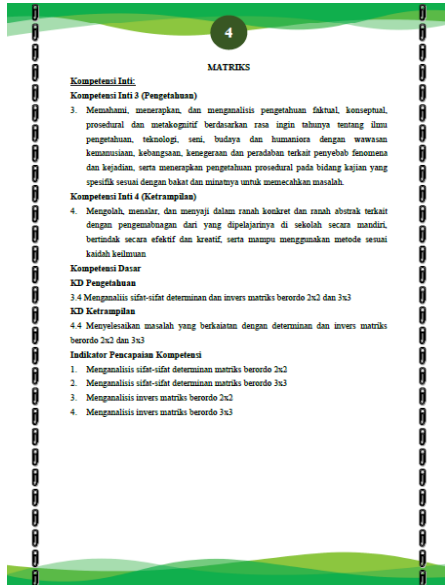 4
MATRIKS
Kompetensi Inti:
Kompetensi Inti 3 (Pengetahuan)
3. Memahami, menerapkan, dan menganalisis pengetahuan faktual, konseptual,
prosedural dan metakognitif berdasarkan rasa ingin tahunya tentang ilmu
pengetahuan, teknologi, seni, budaya dan humaniora dengan wawasan
kemanusiaan, kebangsaan, kenegeraan dan peradaban terkait penyebab fenomena
dan kejadian, serta menerapkan pengetahuan prosedural pada bidang kajian yang
spesifik sesuai dengan bakat dan minatnya untuk memecahkan masalah.
Kompetensi Inti 4 (Ketrampilan)
4. Mengolah, menalar, dan menyaji dalam ranah konkret dan ranah abstrak terkait
dengan pengemabnagan dari yang dipelajarinya di sekolah secara mandiri,
bertindak secara efektif dan kreatif, serta mampu menggunakan metode sesuai
kaidah keilmuan
Kompetensi Dasar
KD Pengetahuan
3.4 Menganaliis sifat-sifat determinan dan invers matriks berordo 2x2 dan 3x3
KD Ketrampilan
4.4 Menyelesaikan masalah yang berkaiatan dengan determinan dan invers matriks
berordo 2x2 dan 3x3
Indikator Pencapaian Kompetensi
1. Menganalisis sifat-sifat determinan matriks berordo 2x2
2. Menganalisis sifat-sifat determinan matriks berordo 3x3
3. Menganalisis invers matriks berordo 2x2
4. Menganalisis invers matriks berordo 3x3